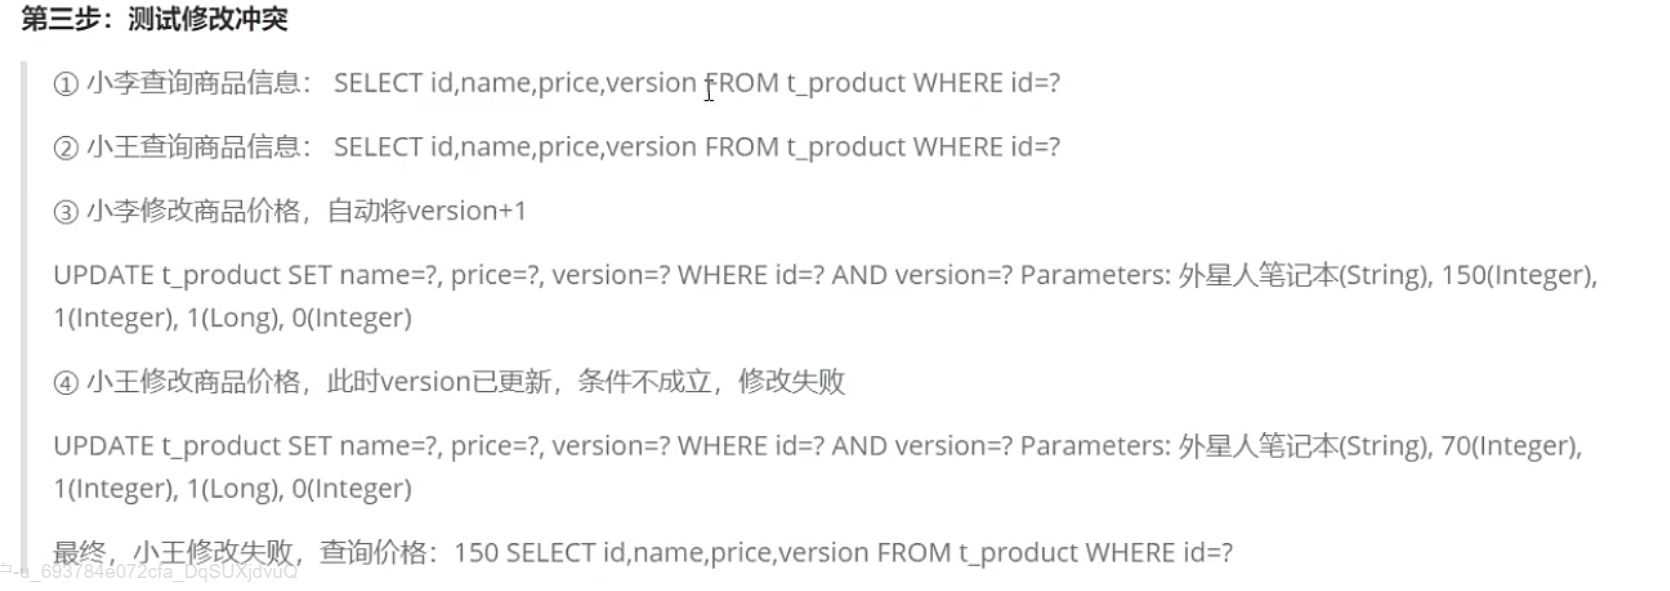 第三步：测试修改冲突
① 小李查询商品信息： SELECT id,name,price,version FROM t_product WHERE id=?
② 小王查询商品信息： SELECT id,name,price,version FROM t_product WHERE id=?
③ 小李修改商品价格，自动将version+1
UPDATE t_product SET name=?, price=?, version=? WHERE id=? AND version=? Parameters: 外星人笔记本(String), 150(Integer),
1(Integer), 1(Long), 0(Integer)
④ 小王修改商品价格，此时version已更新，条件不成立，修改失败
UPDATE t_product SET name=?, price=?, version=? WHERE id=? AND version=? Parameters: 外星人笔记本(String), 70(Integer),
1(Integer), 1(Long), 0(Integer)
最终，小王修改失败，查询价格：150 SELECT id,name,price,version FROM t_product WHERE id=?
户-u_693784e072cfa_DqSUXjdvuQ